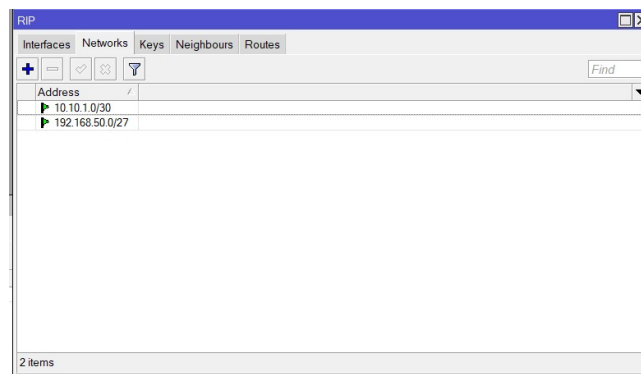 RIP
Interfaces Networks Keys Neighbours Routes
Find
Address
10.10.1.0/30
192.168.50.0/27
2 items